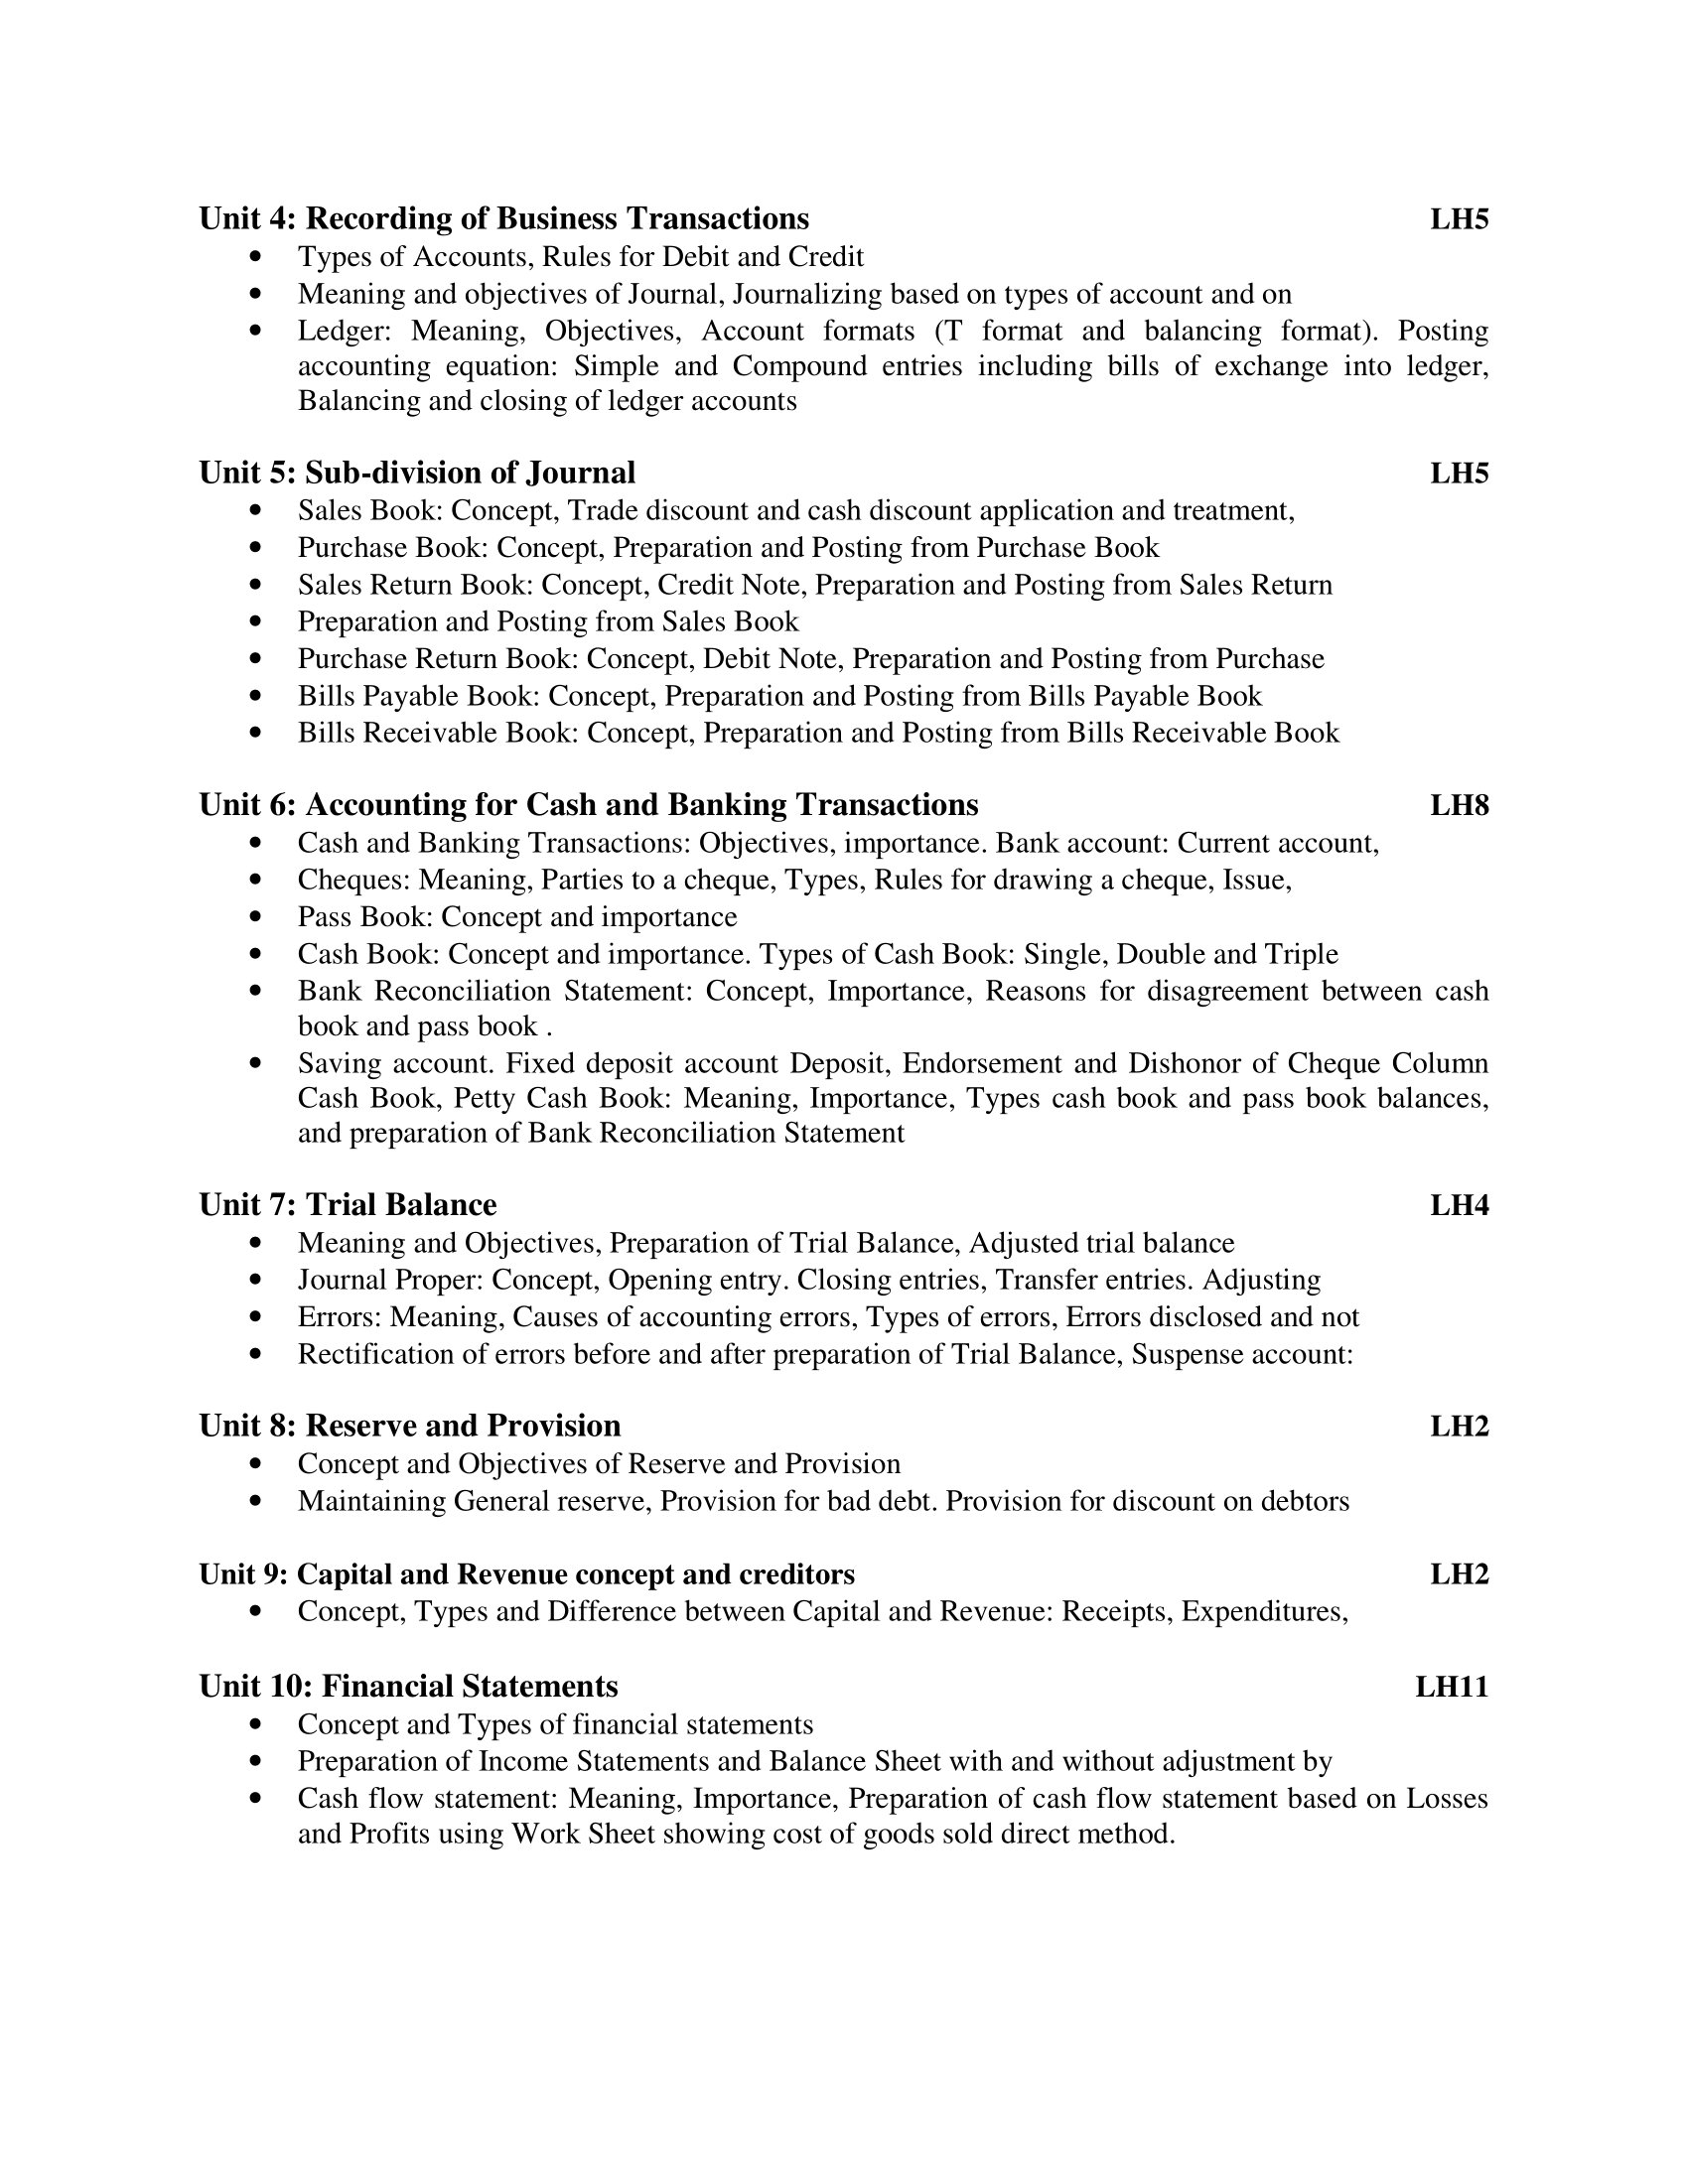 Unit 4: Recording of Business Transactions LH5
• Types of Accounts, Rules for Debit and Credit
• Meaning and objectives of Journal, Journalizing based on types of account and on
• Ledger: Meaning, Objectives, Account formats (T format and balancing format). Posting
accounting equation: Simple and Compound entries including bills of exchange into ledger,
Balancing and closing of ledger accounts
Unit 5: Sub-division of Journal LH5
• Sales Book: Concept, Trade discount and cash discount application and treatment,
• Purchase Book: Concept, Preparation and Posting from Purchase Book
• Sales Return Book: Concept, Credit Note, Preparation and Posting from Sales Return
• Preparation and Posting from Sales Book
• Purchase Return Book: Concept, Debit Note, Preparation and Posting from Purchase
• Bills Payable Book: Concept, Preparation and Posting from Bills Payable Book
• Bills Receivable Book: Concept, Preparation and Posting from Bills Receivable Book
Unit 6: Accounting for Cash and Banking Transactions LH8
• Cash and Banking Transactions: Objectives, importance. Bank account: Current account,
• Cheques: Meaning, Parties to a cheque, Types, Rules for drawing a cheque, Issue,
• Pass Book: Concept and importance
• Cash Book: Concept and importance. Types of Cash Book: Single, Double and Triple
• Bank Reconciliation Statement: Concept, Importance, Reasons for disagreement between cash
book and pass book .
• Saving account. Fixed deposit account Deposit, Endorsement and Dishonor of Cheque Column
Cash Book, Petty Cash Book: Meaning, Importance, Types cash book and pass book balances,
and preparation of Bank Reconciliation Statement
Unit 7: Trial Balance LH4
• Meaning and Objectives, Preparation of Trial Balance, Adjusted trial balance
• Journal Proper: Concept, Opening entry. Closing entries, Transfer entries. Adjusting
• Errors: Meaning, Causes of accounting errors, Types of errors, Errors disclosed and not
• Rectification of errors before and after preparation of Trial Balance, Suspense account:
Unit 8: Reserve and Provision LH2
• Concept and Objectives of Reserve and Provision
• Maintaining General reserve, Provision for bad debt. Provision for discount on debtors
Unit 9: Capital and Revenue concept and creditors LH2
• Concept, Types and Difference between Capital and Revenue: Receipts, Expenditures,
Unit 10: Financial Statements LH11
• Concept and Types of financial statements
• Preparation of Income Statements and Balance Sheet with and without adjustment by
• Cash flow statement: Meaning, Importance, Preparation of cash flow statement based on Losses
and Profits using Work Sheet showing cost of goods sold direct method.